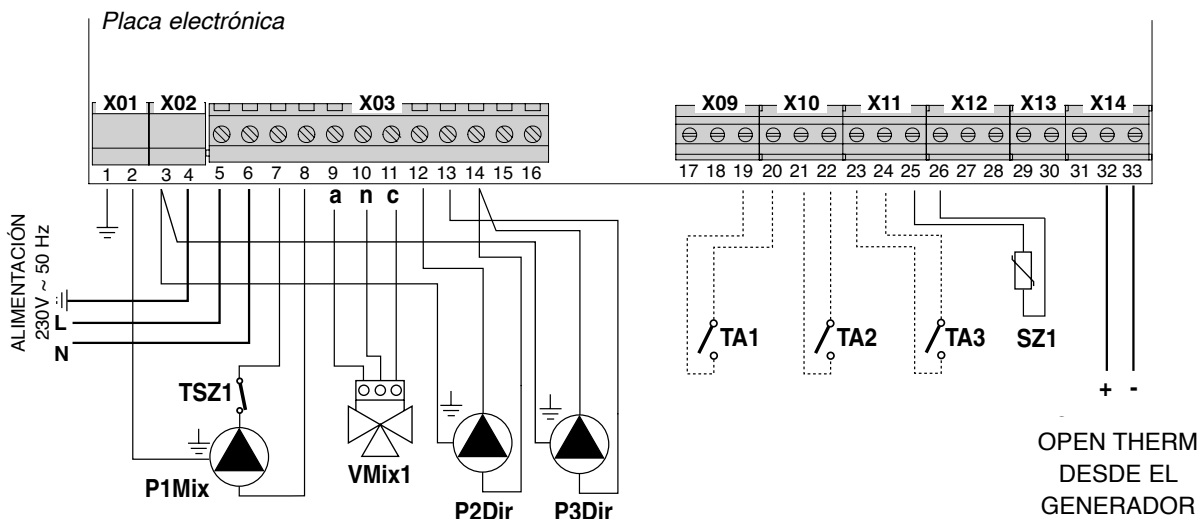 Placa electrónica
X01 X02 X03 X09 X10 X11 X12 X13 X14
1 2 3 4 5 6 7 8 9 10 11 12 13 14 15 16 17 18 19 20 21 22 23 24 25 26 27 28 29 30 31 32 33
a n c
ALIMENTACIÓN
230V ~ 50 Hz
L
N
TSZ1
P1Mix
VMix1
P2Dir
P3Dir
TA1
TA2
TA3
SZ1
+ -
OPEN THERM
DESDE EL
GENERADOR